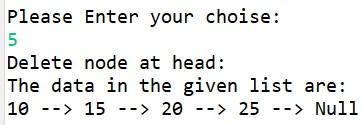 Please Enter your choise:
5
Delete node at head:
The data in the given list are:
10 --> 15 --> 20 --> 25 --> Null